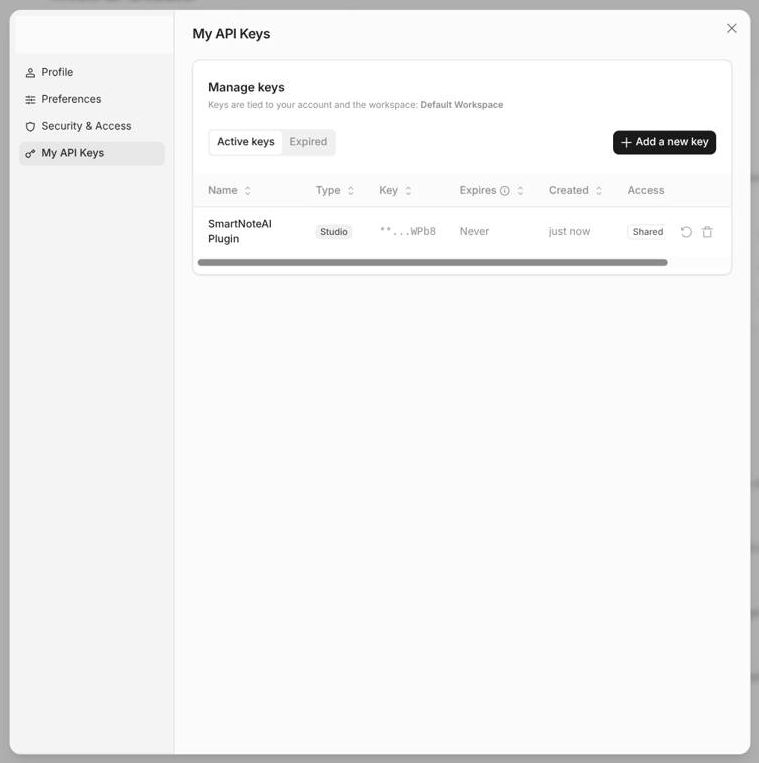 My API Keys
Profile
Preferences
Security & Access
My API Keys
Manage keys
Keys are tied to your account and the workspace: Default Workspace
Active keys Expired
Add a new key
Name Type Key Expires Created Access
SmartNoteAI
Plugin
Studio **...WPb8 Never just now Shared